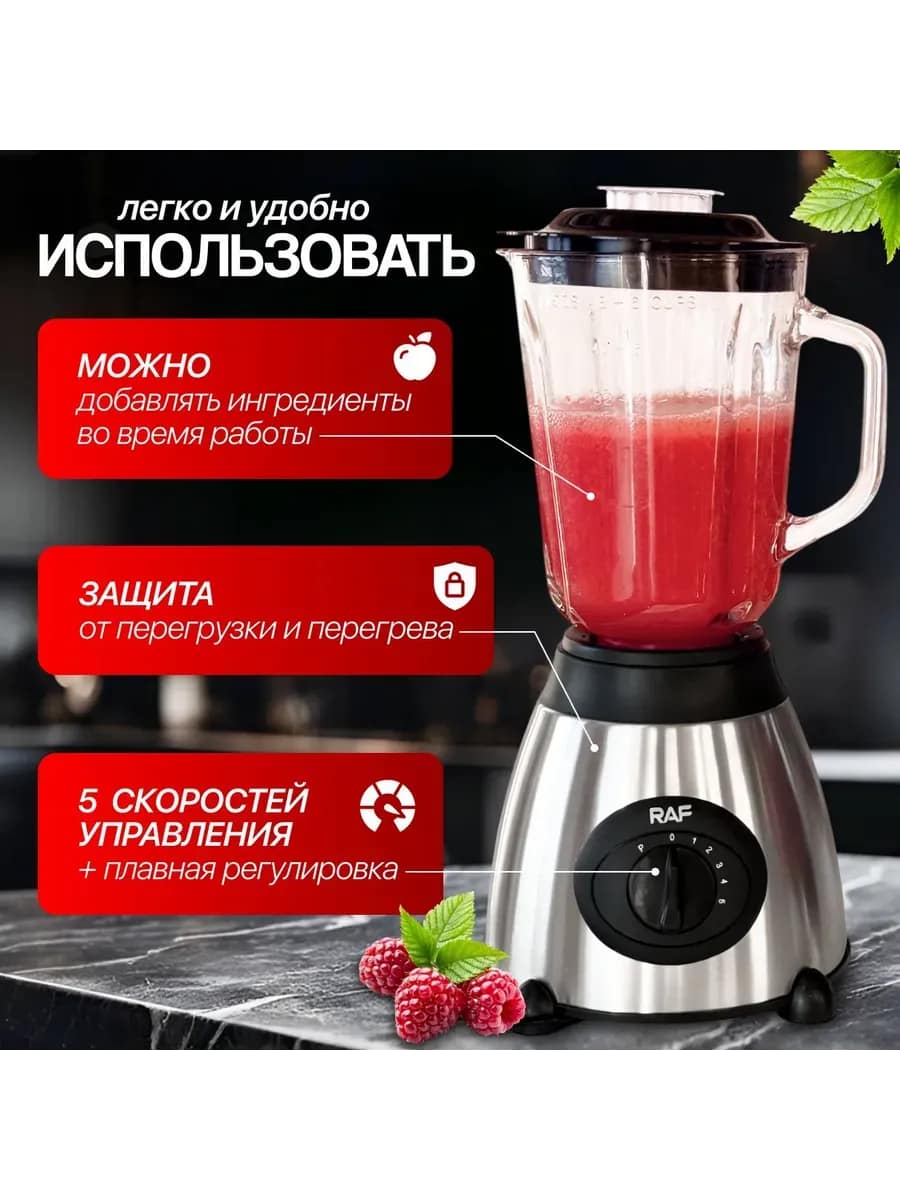 легко и удобно
ИСПОЛЬЗОВАТЬ
МОЖНО
добавлять ингредиенты
во время работы
ЗАЩИТА
от перегрузки и перегрева
5 СКОРОСТЕЙ
УПРАВЛЕНИЯ
+ плавная регулировка
CUPS
RAF
P 0 1 2 3 4 5